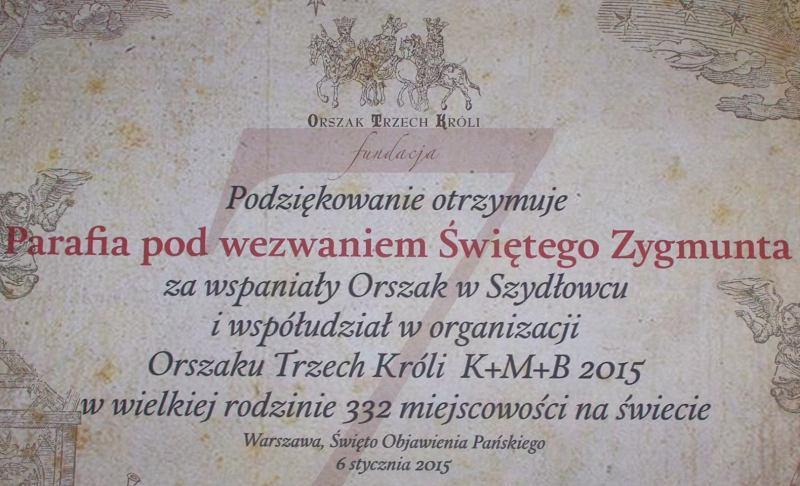 Orszak Trzech Króli
fundacja
Podziękowanie otrzymuje
Parafia pod wezwaniem Świętego Zygmunta
za wspaniały Orszak w Szydłowcu
i współudział w organizacji
Orszaku Trzech Króli K+M+B 2015
w wielkiej rodzinie 332 miejscowości na świecie
Warszawa, Święto Objawienia Pańskiego
6 stycznia 2015